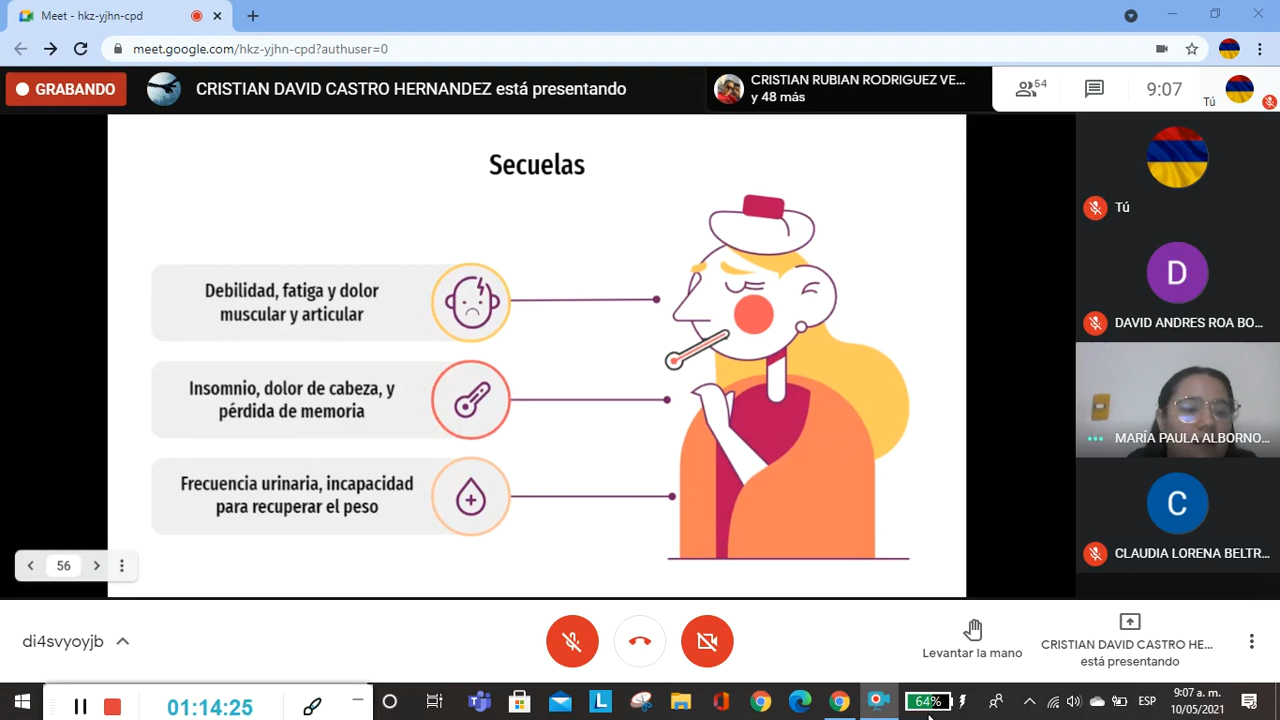 Meet - hkz-yjhn-cpd
meet.google.com/hkz-yjhn-cpd?authuser=0
GRABANDO
CRISTIAN DAVID CASTRO HERNANDEZ está presentando
CRISTIAN RUBIAN RODRIGUEZ VE...
y 48 más
54
9:07
Tú
Secuelas
Debilidad, fatiga y dolor
muscular y articular
Insomnio, dolor de cabeza, y
pérdida de memoria
Frecuencia urinaria, incapacidad
para recuperar el peso
56
Tú
D
DAVID ANDRES ROA BO...
MARÍA PAULA ALBORNO...
C
CLAUDIA LORENA BELTR...
di4svyoyjb
Levantar la mano
CRISTIAN DAVID CASTRO HE...
está presentando
01:14:25
L
64%
ESP
9:07 a. m.
10/05/2021